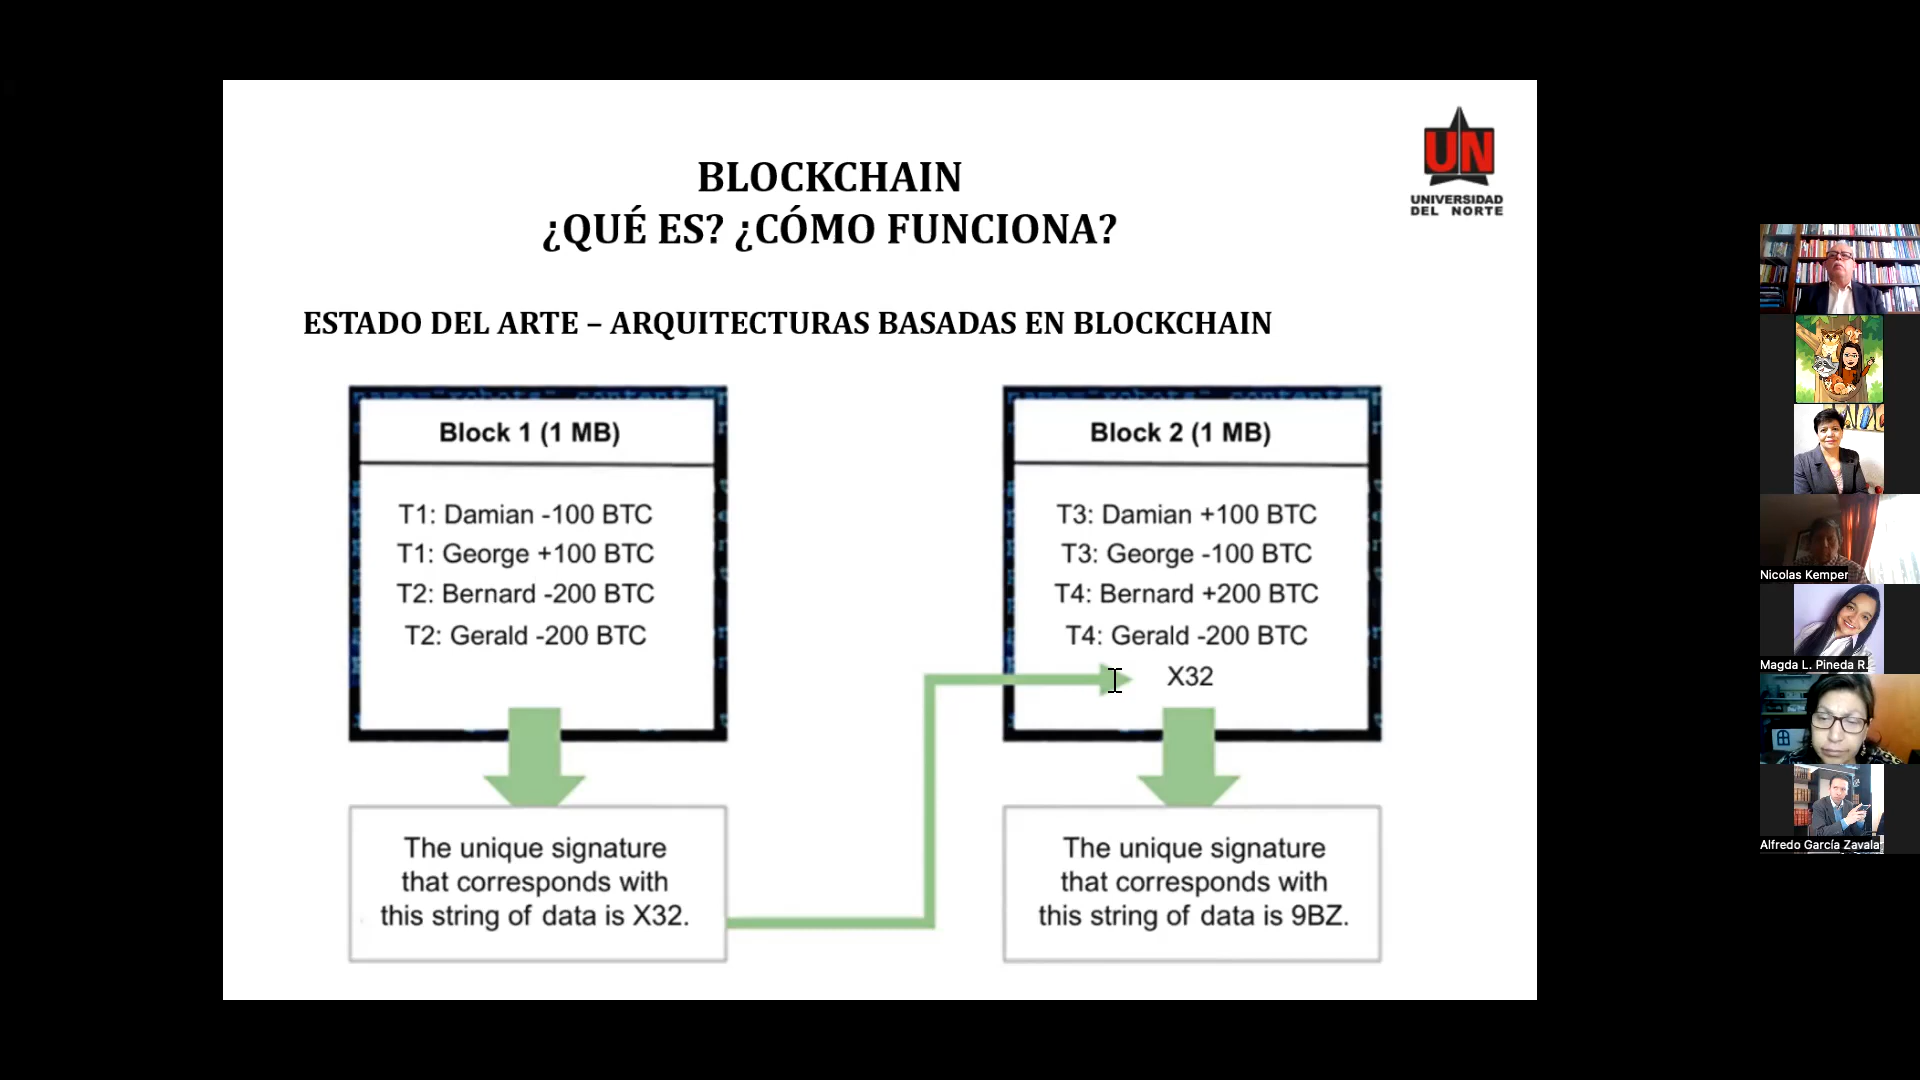 BLOCKCHAIN
¿QUÉ ES? ¿CÓMO FUNCIONA?
UN
UNIVERSIDAD
DEL NORTE
ESTADO DEL ARTE – ARQUITECTURAS BASADAS EN BLOCKCHAIN
Block 1 (1 MB)
T1: Damian -100 BTC
T1: George +100 BTC
T2: Bernard -200 BTC
T2: Gerald -200 BTC
The unique signature
that corresponds with
this string of data is X32.
Block 2 (1 MB)
T3: Damian +100 BTC
T3: George -100 BTC
T4: Bernard +200 BTC
T4: Gerald -200 BTC
X32
The unique signature
that corresponds with
this string of data is 9BZ.
Nicolas Kemper
Magda L. Pineda R.
Alfredo García Zavala